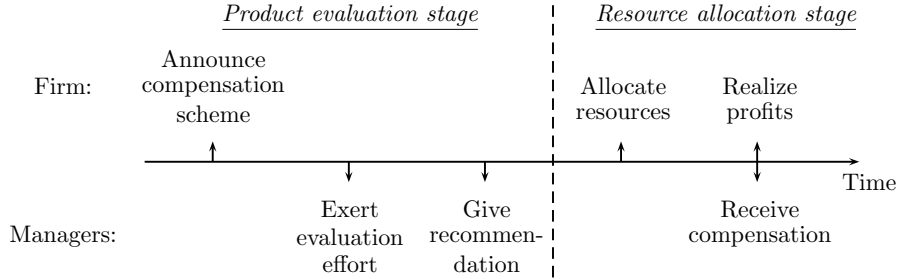 Product evaluation stage
Resource allocation stage
Firm:
Announce
compensation
scheme
Allocate
resources
Realize
profits
Time
Managers:
Exert
evaluation
effort
Give
recommen-
dation
Receive
compensation